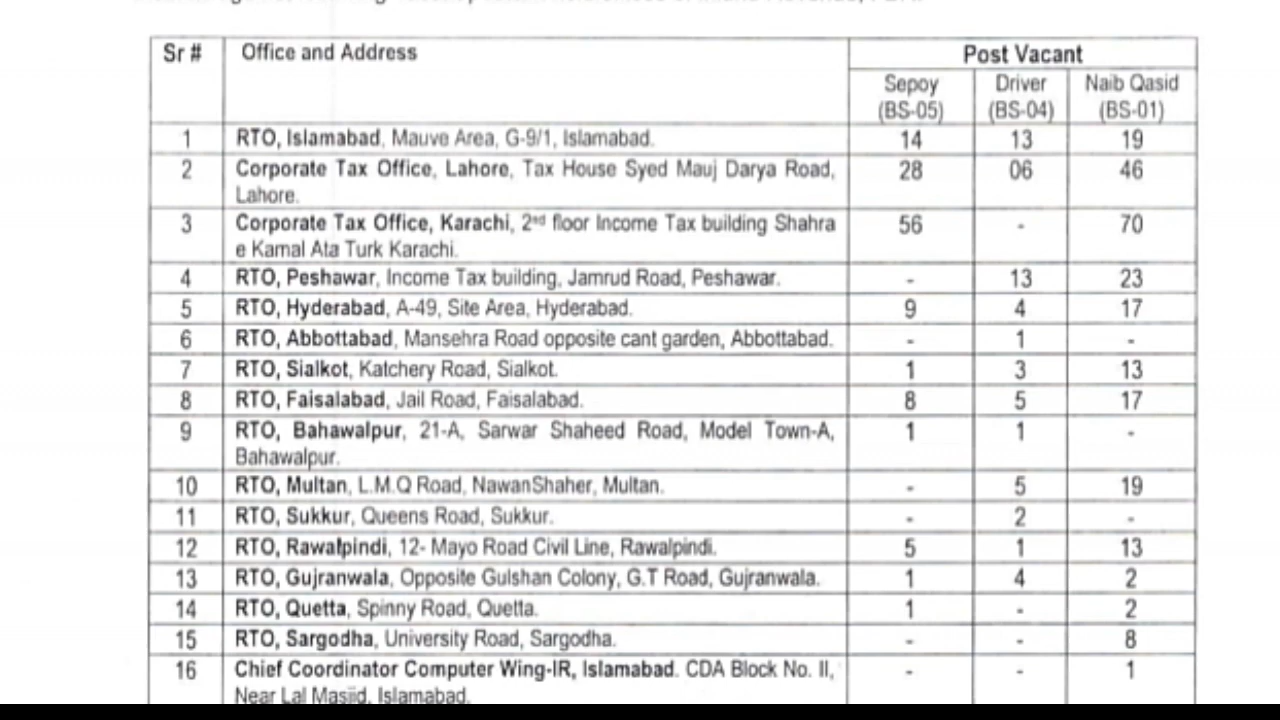 Sr # Office and Address Post Vacant
Sepoy Driver Naib Qasid
(BS-05) (BS-04) (BS-01)
1 RTO, Islamabad, Mauve Area, G-9/1, Islamabad. 14 13 19
2 Corporate Tax Office, Lahore, Tax House Syed Mauj Darya Road, 28 06 46
Lahore.
3 Corporate Tax Office, Karachi, 2nd floor Income Tax building Shahra 56 - 70
e Kamal Ata Turk Karachi.
4 RTO, Peshawar, Income Tax building, Jamrud Road, Peshawar. - 13 23
5 RTO, Hyderabad, A-49, Site Area, Hyderabad. 9 4 17
6 RTO, Abbottabad, Mansehra Road opposite cant garden, Abbottabad. - 1 -
7 RTO, Sialkot, Katchery Road, Sialkot. 1 3 13
8 RTO, Faisalabad, Jail Road, Faisalabad. 8 5 17
9 RTO, Bahawalpur, 21-A, Sarwar Shaheed Road, Model Town-A, 1 1 -
Bahawalpur.
10 RTO, Multan, L.M.Q Road, NawanShaher, Multan. - 5 19
11 RTO, Sukkur, Queens Road, Sukkur. - 2 -
12 RTO, Rawalpindi, 12- Mayo Road Civil Line, Rawalpindi. 5 1 13
13 RTO, Gujranwala, Opposite Gulshan Colony, G.T Road, Gujranwala. 1 4 2
14 RTO, Quetta, Spinny Road, Quetta. 1 - 2
15 RTO, Sargodha, University Road, Sargodha. - - 8
16 Chief Coordinator Computer Wing-IR, Islamabad. CDA Block No. II, - - 1
Near Lal Masjid, Islamabad.